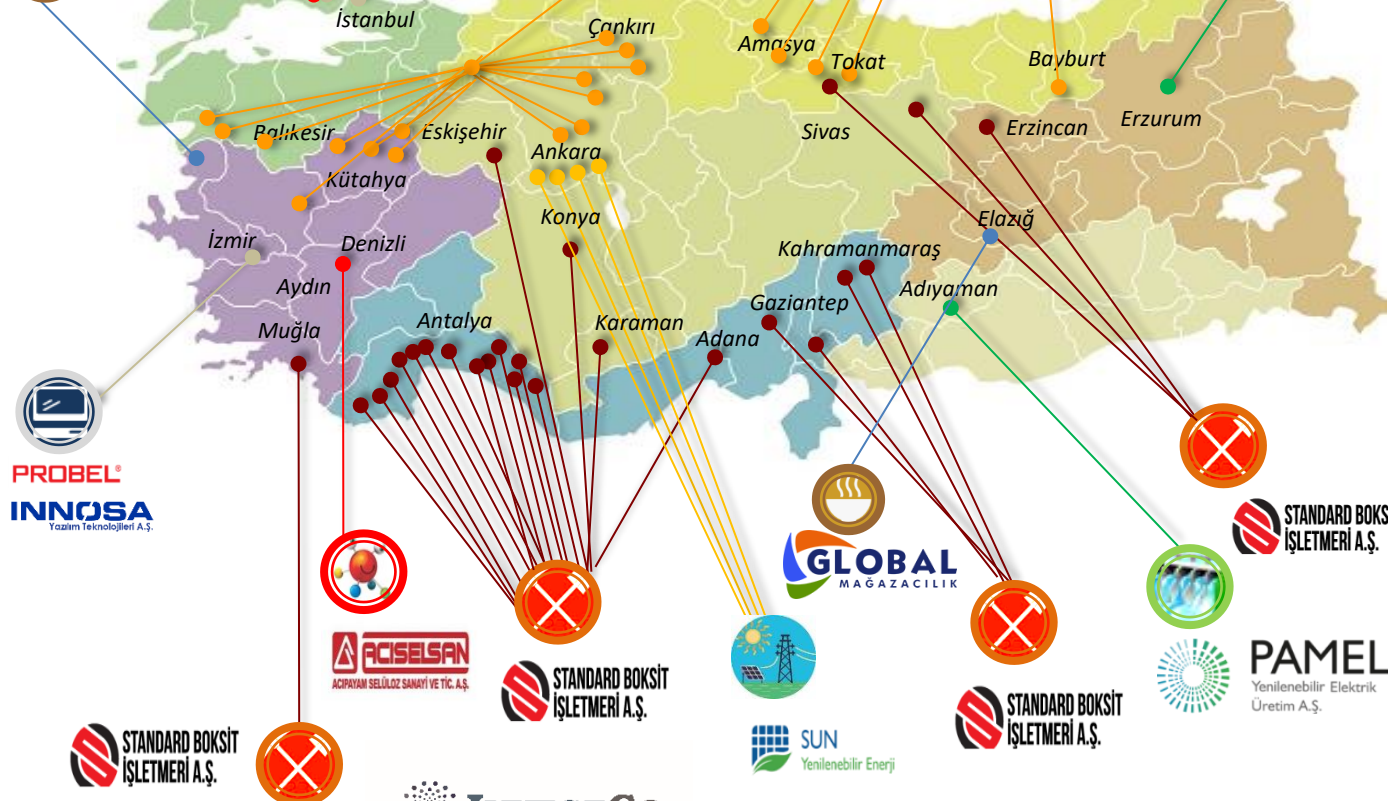 İstanbul
Çankırı
Amasya
Tokat
Bayburt
Balıkesir
Eskişehir
Ankara
Sivas
Erzincan
Erzurum
Kütahya
Konya
Elazığ
İzmir
Denizli
Kahramanmaraş
Aydın
Gaziantep
Adıyaman
Muğla
Antalya
Karaman
Adana
PROBEL®
INNOSA
Yazılım Teknolojileri A.Ş.
GLOBAL
MAĞAZACILIK
STANDARD BOKS
İŞLETMERİ A.Ş.
ACISELSAN
ACIPAYAM SELÜLOZ SANAYİ VE TİC. A.Ş.
STANDARD BOKSİT
İŞLETMERİ A.Ş.
PAMEL
Yenilenebilir Elektrik
Üretim A.Ş.
STANDARD BOKSİT
İŞLETMERİ A.Ş.
SUN
Yenilenebilir Enerji
STANDARD BOKSİT
İŞLETMERİ A.Ş.